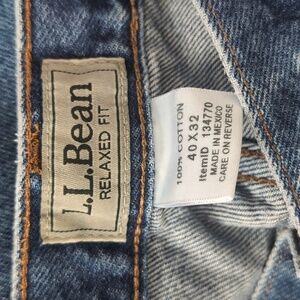 L.L.Bean
RELAXED FIT
100% COTTON
40 X 32
ItemID 134770
MADE IN MEXICO
CARE ON REVERSE